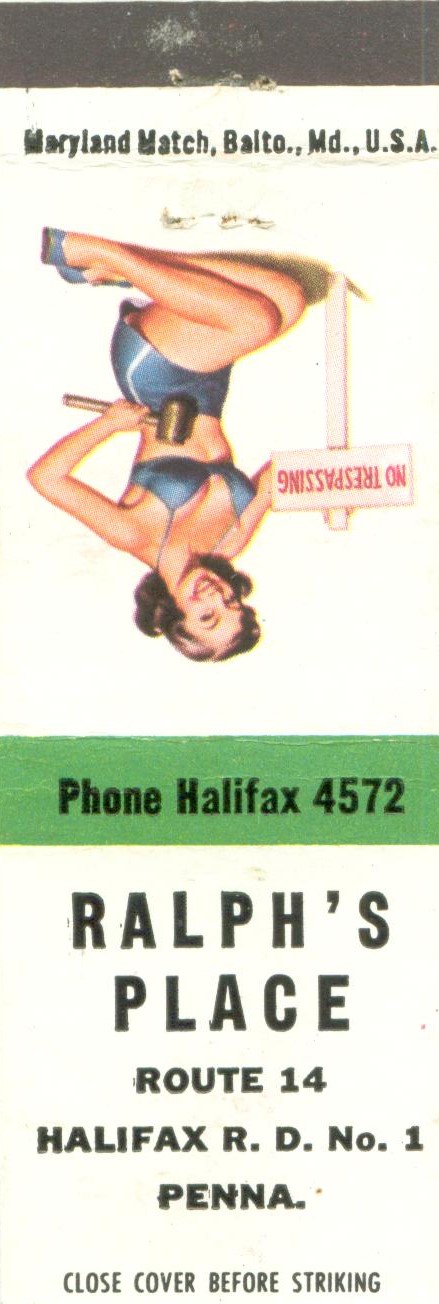 Maryland Match, Balto., Md., U.S.A.
NO TRESPASSING
Phone Halifax 4572
RALPH'S
PLACE
ROUTE 14
HALIFAX R. D. No. 1
PENNA.
CLOSE COVER BEFORE STRIKING